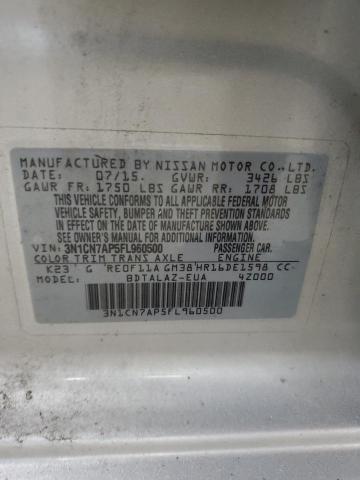 MANUFACTURED BY NISSAN MOTOR CO., LTD.
DATE: 07/15. GVWR: 3426 LBS
GAWR FR: 1750 LBS GAWR RR: 1708 LBS
THIS VEHICLE CONFORMS TO ALL APPLICABLE FEDERAL MOTOR
VEHICLE SAFETY, BUMPER AND THEFT PREVENTION STANDARDS
IN EFFECT ON THE DATE OF MANUFACTURE SHOWN ABOVE.
SEE OWNER'S MANUAL FOR ADDITIONAL INFORMATION.
VIN: 3N1CN7AP5FL960500 PASSENGER CAR.
COLOR TRIM TRANS AXLE ENGINE
K23 G RE0F11A GM38 HR16DE1598 CC
BDTALAZ-EUA 4Z000
3N1CN7AP5FL960500